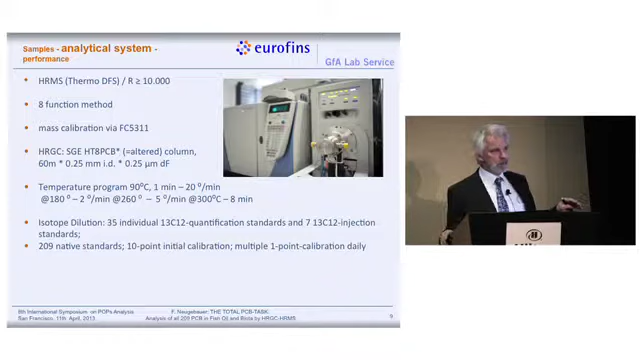 Samples - analytical system -
performance
eurofins
GfA Lab Service
HRMS (Thermo DFS) / R ≥ 10.000
8 function method
mass calibration via FC5311
HRGC: SGE HT8PCB* (=altered) column,
60m * 0.25 mm i.d.* 0.25 µm dF
Temperature program 90°C, 1 min – 20 °/min
@180 ° – 2 °/min @260 ° – 5 °/min @300°C – 8 min
Isotope Dilution: 35 individual 13C12-quantification standards and 7 13C12-injection
standards;
209 native standards; 10-point initial calibration; multiple 1-point-calibration daily
8th International Symposium on POPs Analysis
San Francisco. 11th April, 2013
F. Neugebauer: THE TOTAL PCB-TASK.
Analysis of all 209 PCB in Fish Oil and Biota by HRGC-HRMS
9